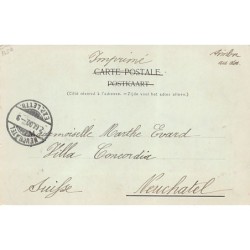 Imprimé
CARTE POSTALE
POSTKAART
(Côté réservé à l'adresse. — Zijde voor het adres alleen.)
Mademoiselle Marthe Evard
Villa Concordia
Suisse Neuchatel
NEUCHATEL